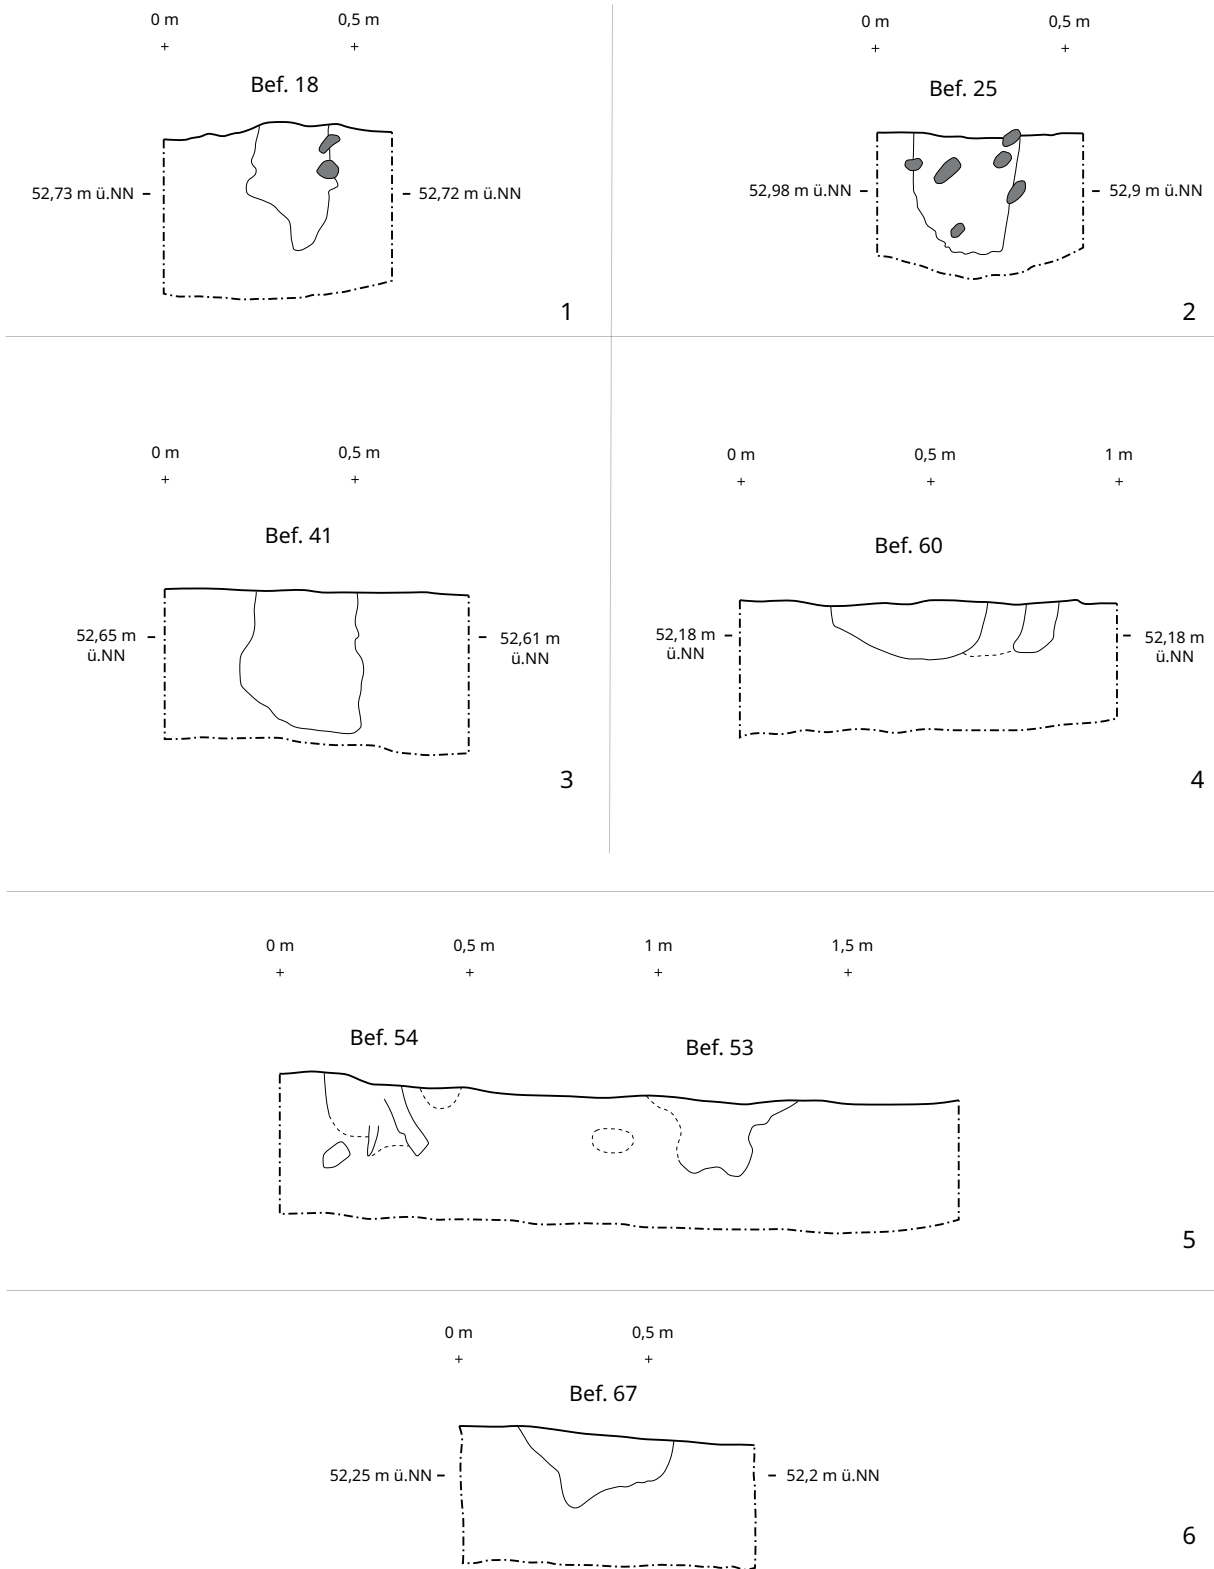 0 m 0,5 m
Bef. 18
52,73 m ü.NN 52,72 m ü.NN
1
0 m 0,5 m
Bef. 25
52,98 m ü.NN 52,9 m ü.NN
2
0 m 0,5 m
Bef. 41
52,65 m
ü.NN
52,61 m
ü.NN
3
0 m 0,5 m 1 m
Bef. 60
52,18 m
ü.NN
52,18 m
ü.NN
4
0 m 0,5 m 1 m 1,5 m
Bef. 54
Bef. 53
5
0 m 0,5 m
Bef. 67
52,25 m ü.NN 52,2 m ü.NN
6